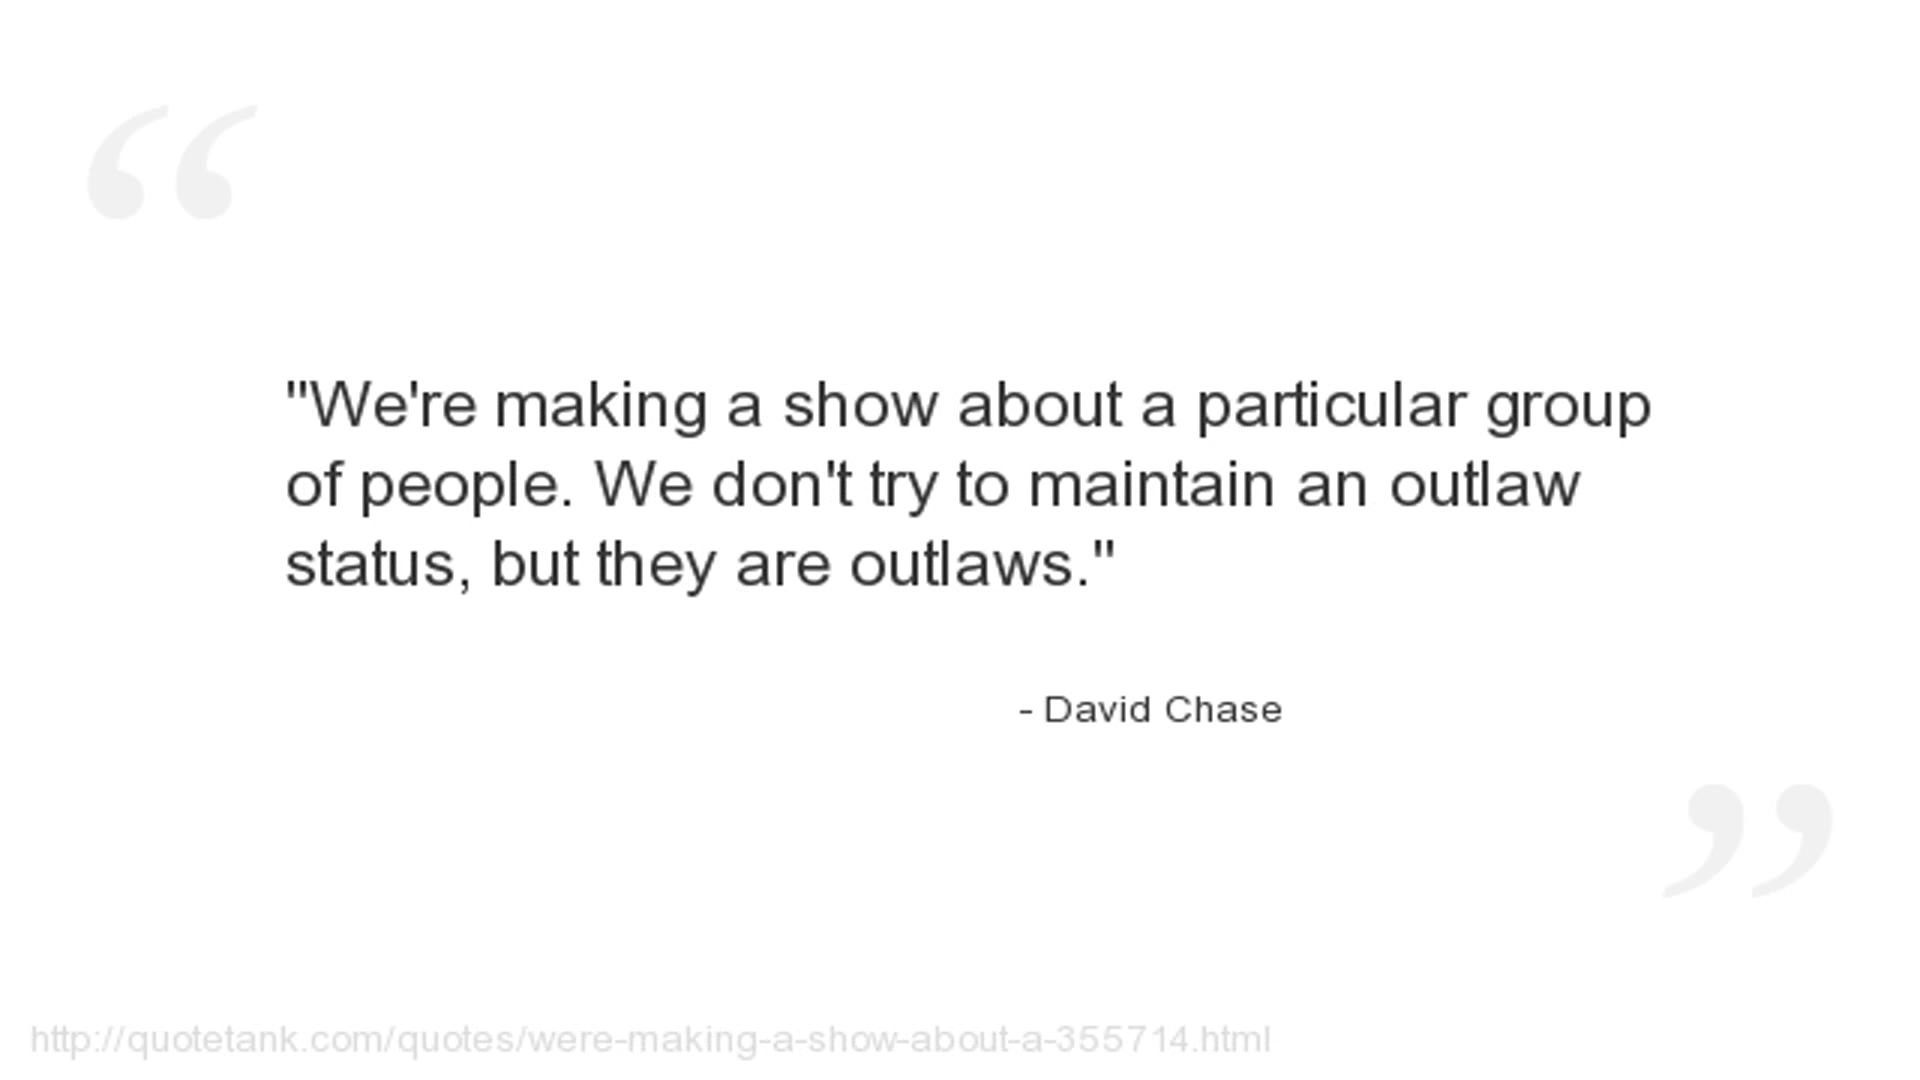 "We're making a show about a particular group
of people. We don't try to maintain an outlaw
status, but they are outlaws."
- David Chase
http://quotetank.com/quotes/were-making-a-show-about-a-355714.html